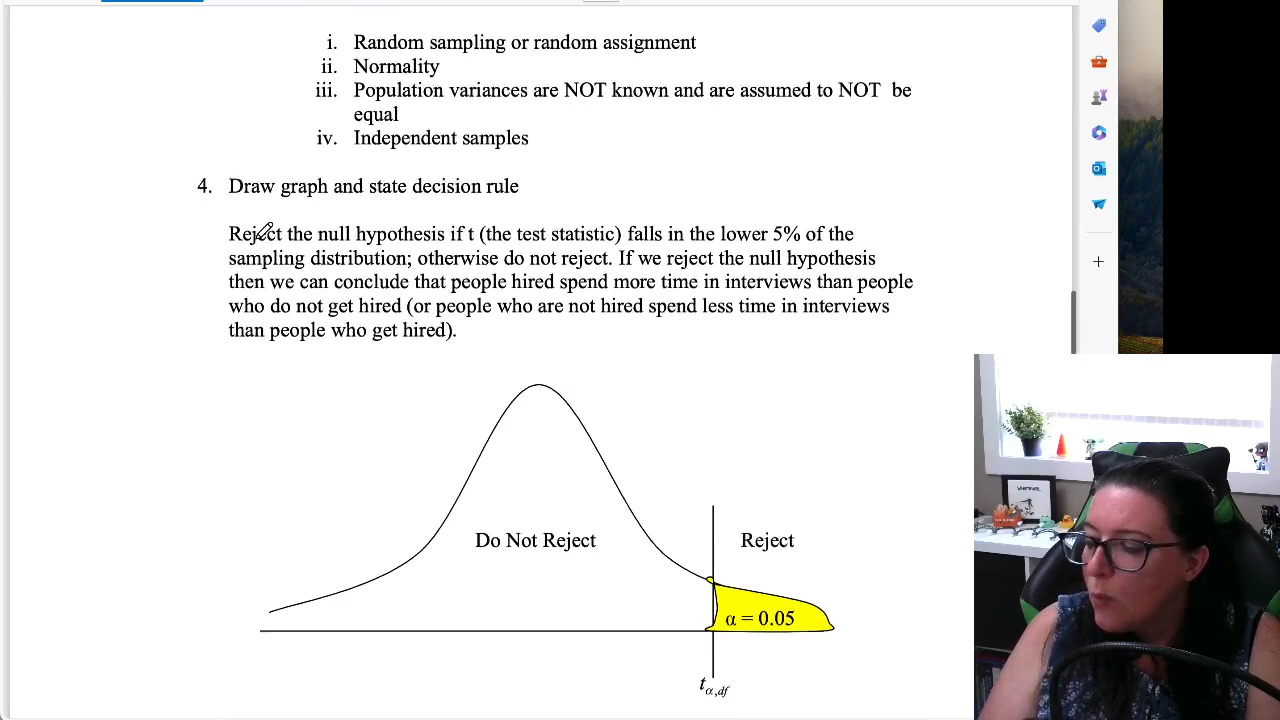 i. Random sampling or random assignment
ii. Normality
iii. Population variances are NOT known and are assumed to NOT be
equal
iv. Independent samples
4. Draw graph and state decision rule
Reject the null hypothesis if t (the test statistic) falls in the lower 5% of the
sampling distribution; otherwise do not reject. If we reject the null hypothesis
then we can conclude that people hired spend more time in interviews than people
who do not get hired (or people who are not hired spend less time in interviews
than people who get hired).
Do Not Reject
Reject
α = 0.05
tα,df